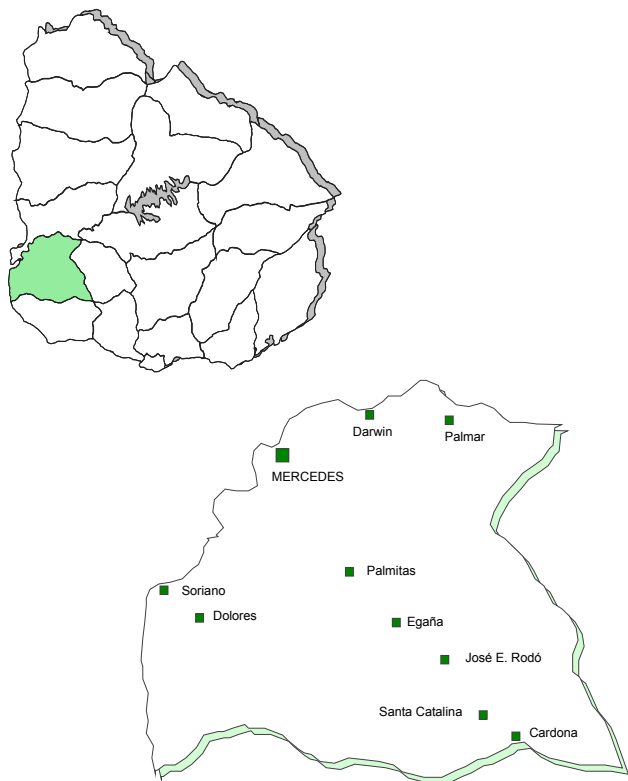 Darwin
Palmar
MERCEDES
Palmitas
Soriano
Dolores
Egaña
José E. Rodó
Santa Catalina
Cardona